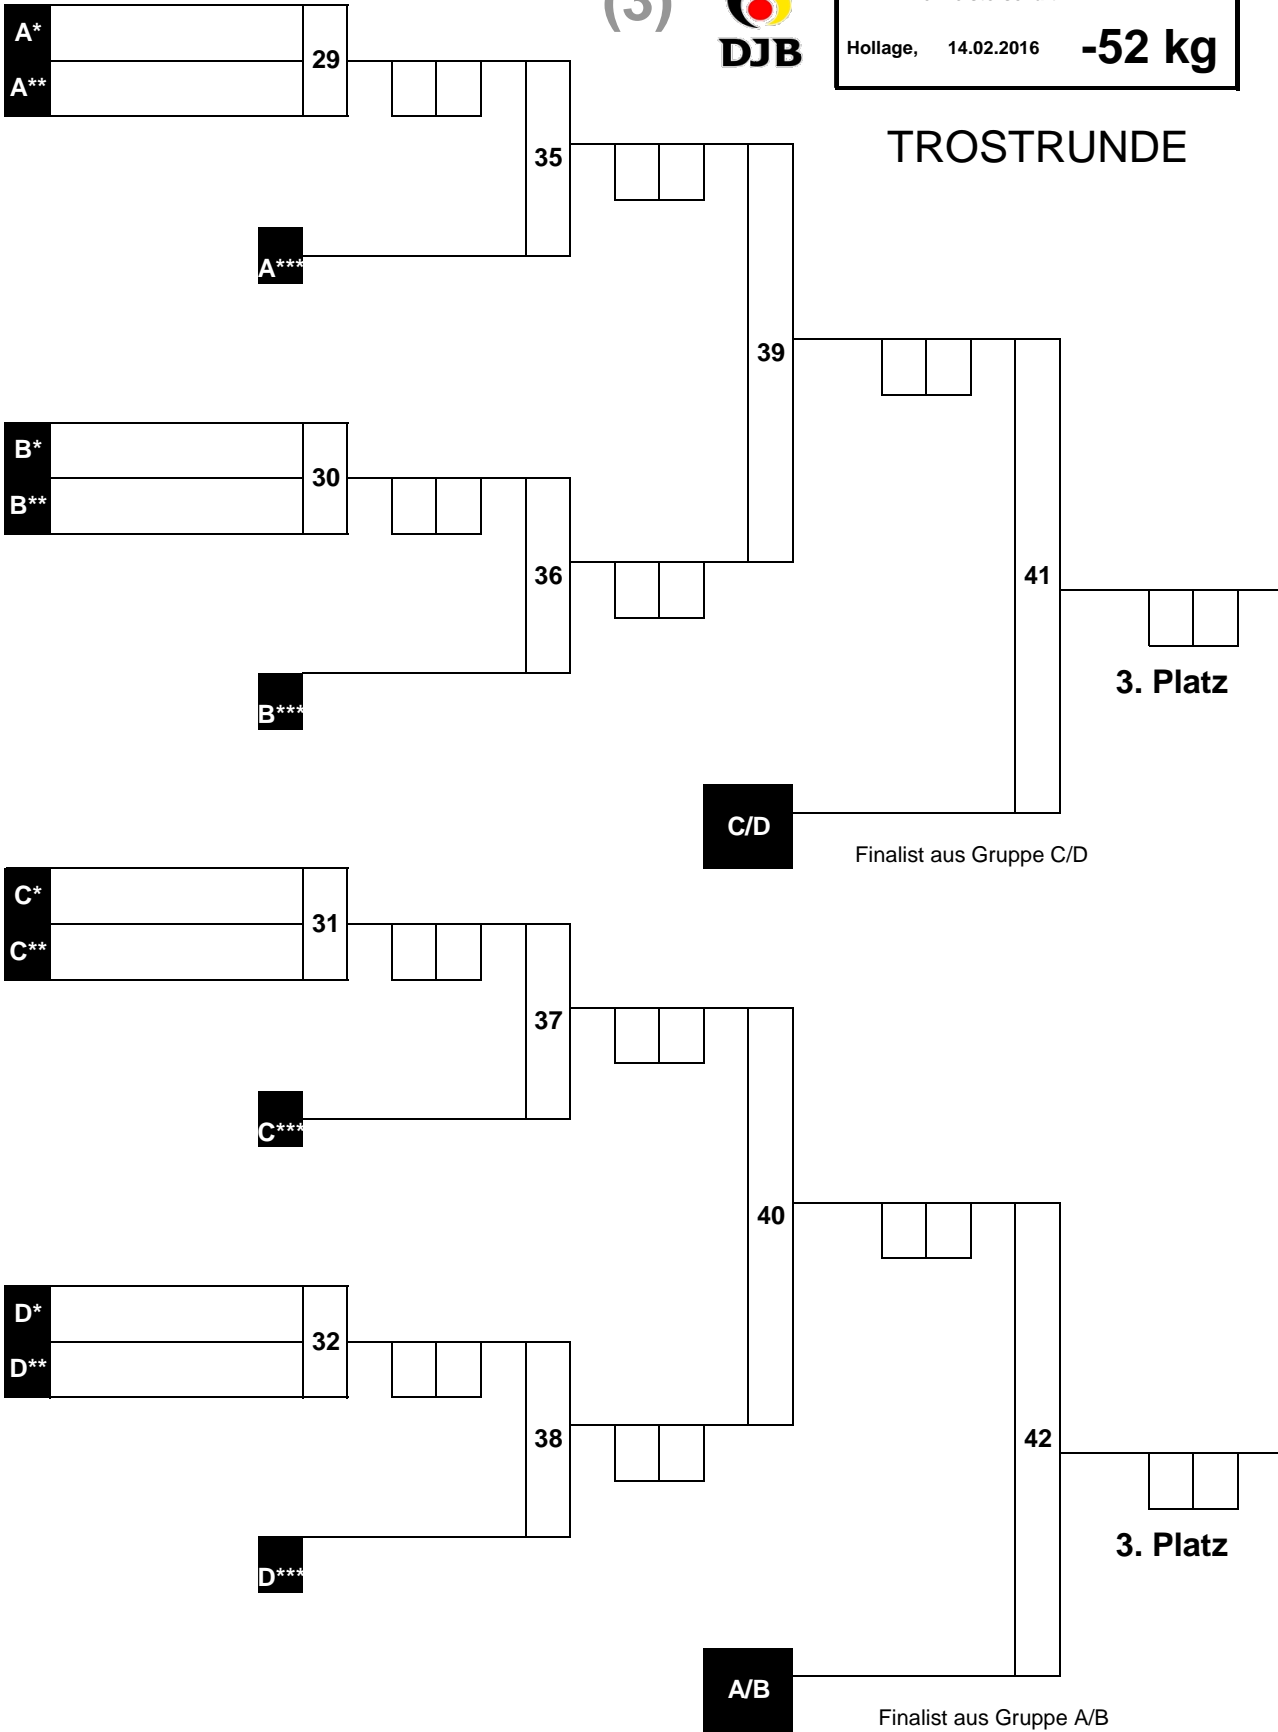 (3)
DJB
Hollage, 14.02.2016 -52 kg
TROSTRUNDE
A*
A**
29
35
A***
39
B*
B**
30
36
41
B***
3. Platz
C/D
Finalist aus Gruppe C/D
C*
C**
31
37
C***
40
D*
D**
32
38
42
D***
3. Platz
A/B
Finalist aus Gruppe A/B